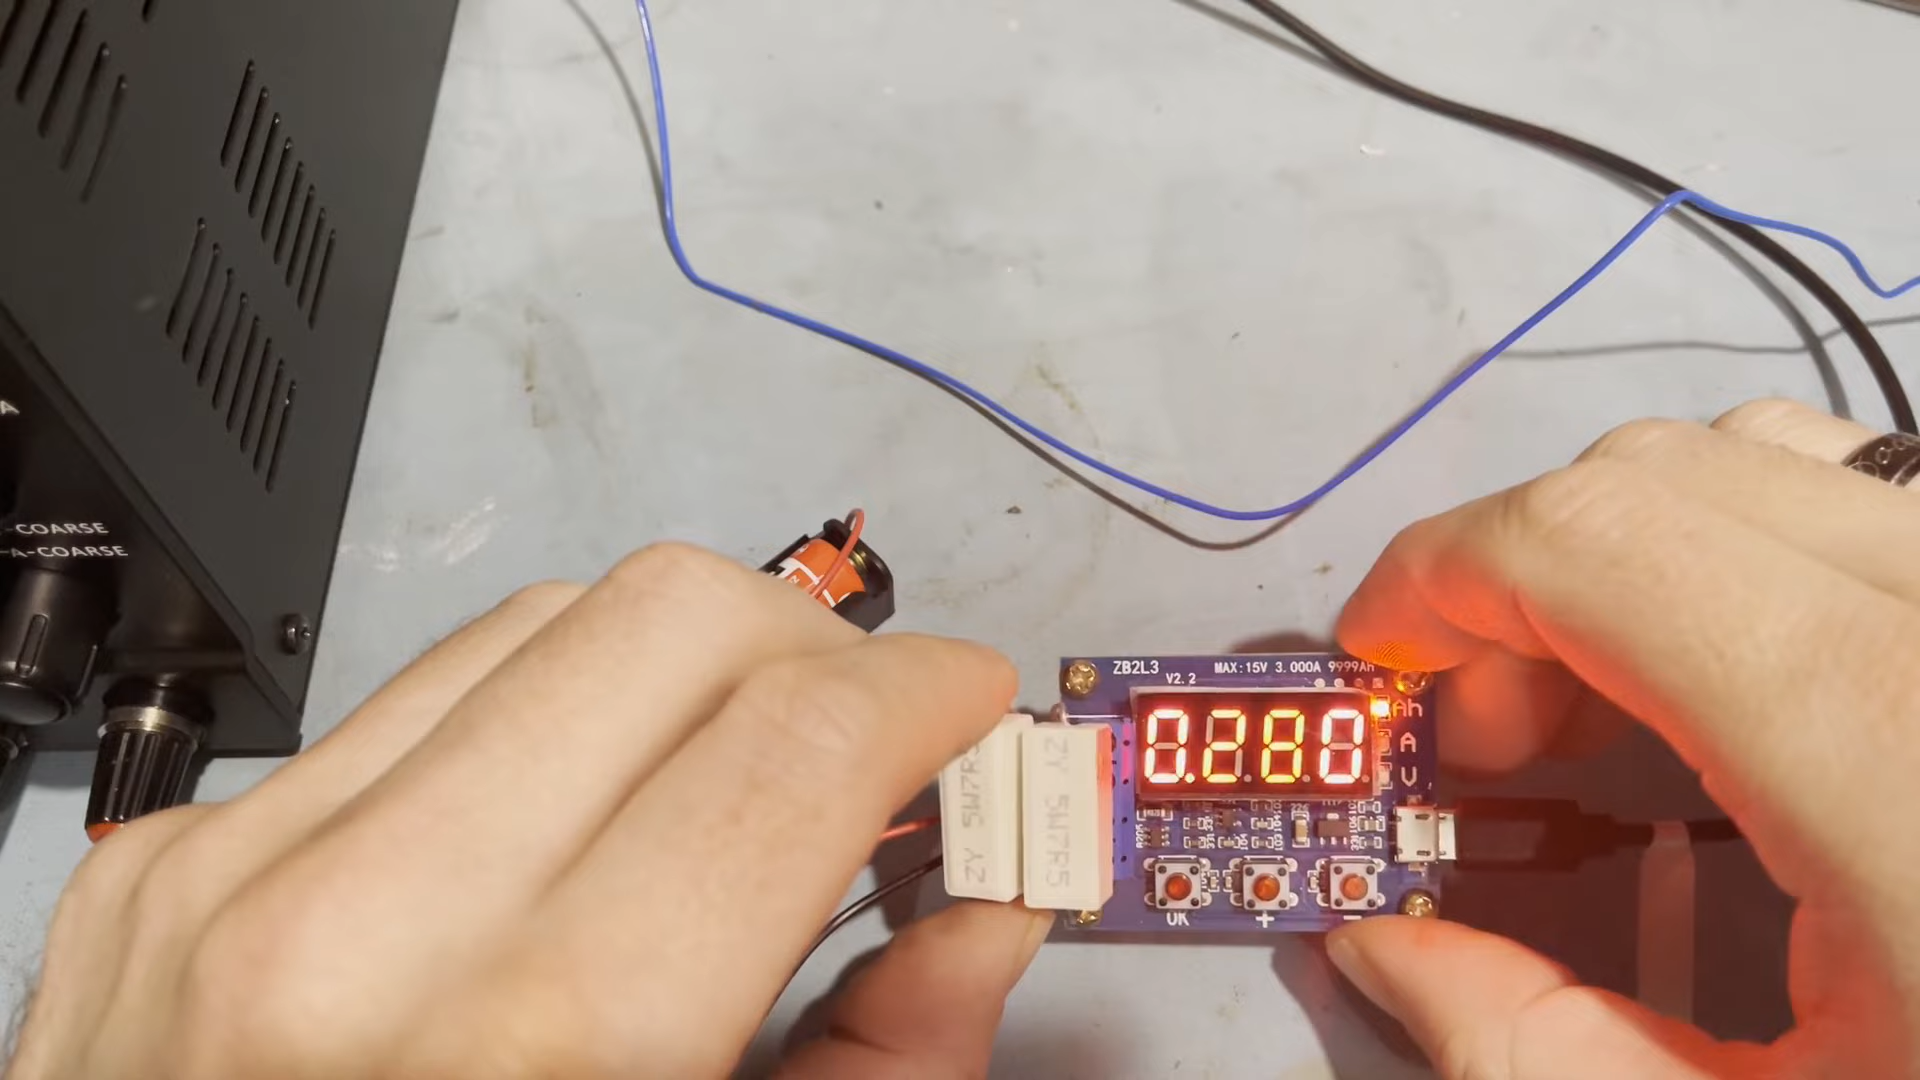 A
-COARSE
-A-COARSE
ZB2L3
V2.2
MAX:15V 3.000A 9999AH
0.280
Ah
A
V
ZY 5W7R5
ZY 5W7R5
OK
+
-